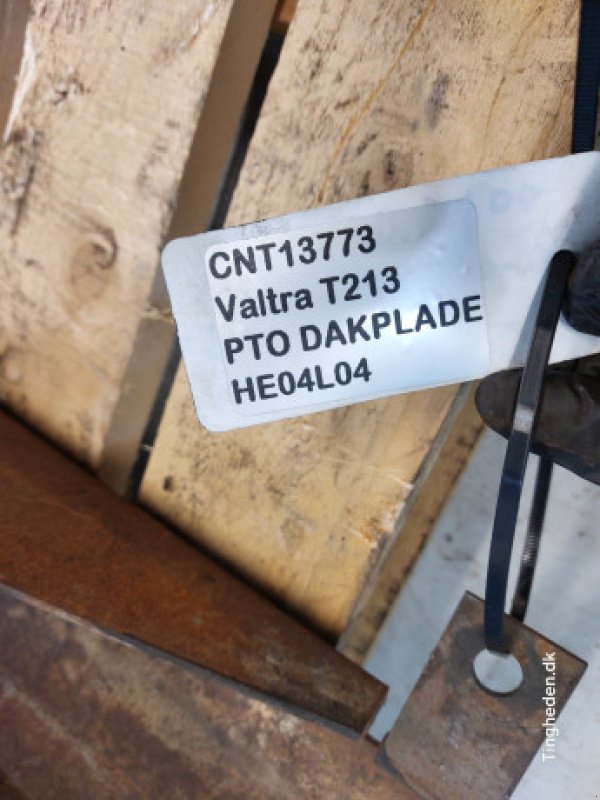 CNT13773
Valtra T213
PTO DAKPLADE
HE04L04
Tingheden.dk